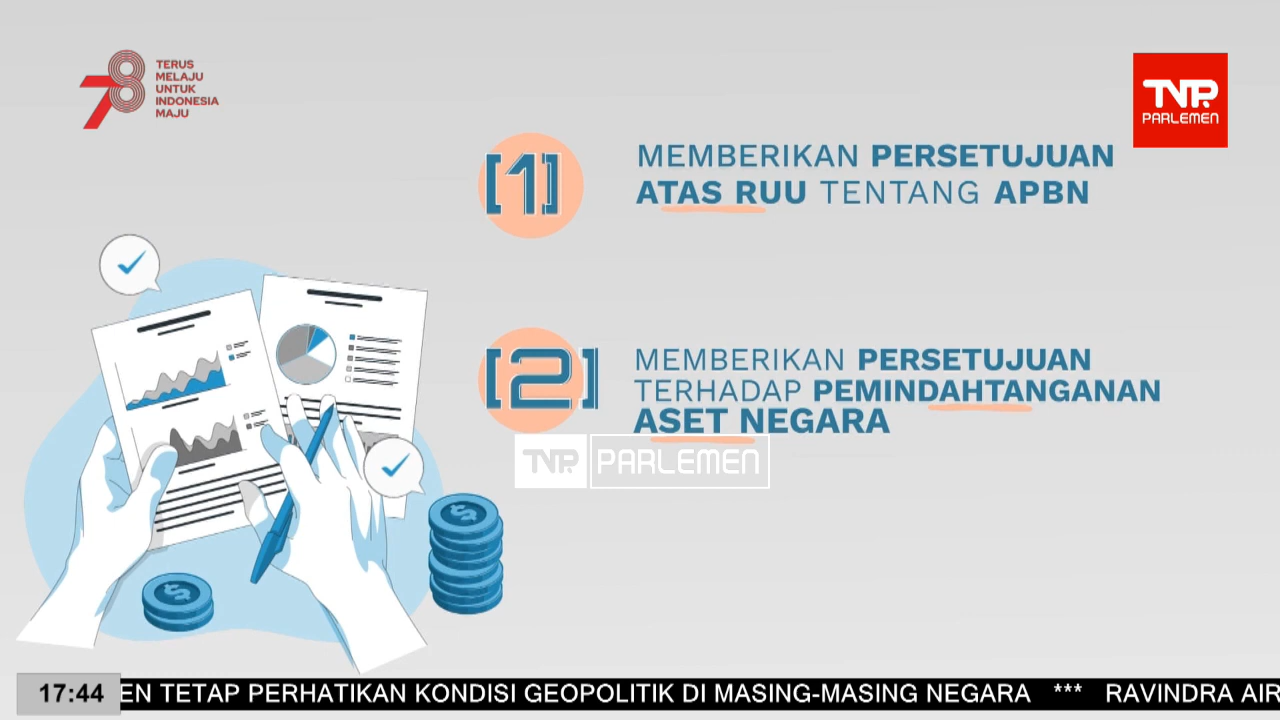 78
TERUS
MELAJU
UNTUK
INDONESIA
MAJU
TVR
PARLEMEN
[1]
MEMBERIKAN PERSETUJUAN
ATAS RUU TENTANG APBN
[2]
MEMBERIKAN PERSETUJUAN
TERHADAP PEMINDAHTANGANAN
ASET NEGARA
TVR PARLEMEN
$
$
17:44 EN TETAP PERHATIKAN KONDISI GEOPOLITIK DI MASING-MASING NEGARA *** RAVINDRA AIR